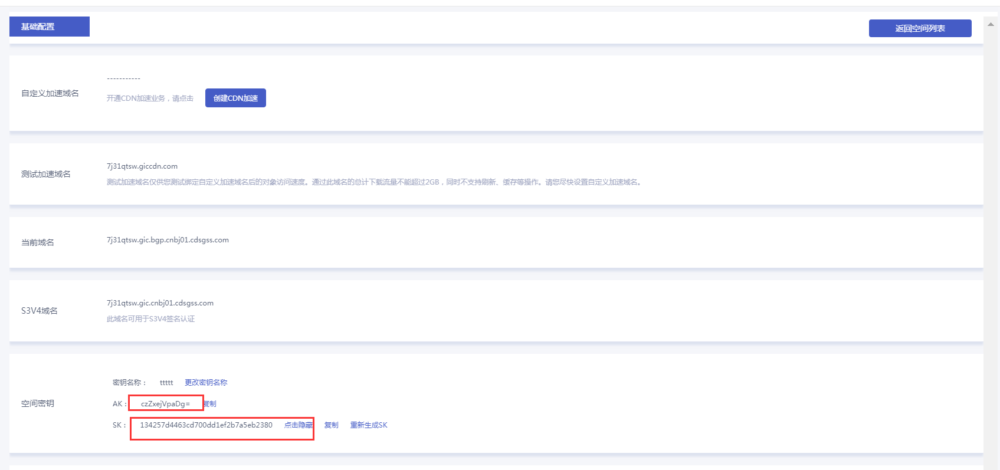 基础配置
返回空间列表
-----------
自定义加速域名
开通CDN加速业务，请点击 创建CDN加速
7j31qtsw.giccdn.com
测试加速域名
测试加速域名仅供您测试绑定自定义加速域名后的对象访问速度。通过此域名的总计下载流量不能超过2GB，同时不支持刷新、缓存等操作。请您尽快设置自定义加速域名。
当前域名 7j31qtsw.gic.bgp.cnbj01.cdsgss.com
7j31qtsw.gic.cnbj01.cdsgss.com
S3V4域名
此域名可用于S3V4签名认证
密钥名称： ttttt 更改密钥名称
空间密钥 AK： czZxejVpaDg= 复制
SK： 134257d4463cd700dd1ef2b7a5eb2380 点击隐藏 复制 重新生成SK